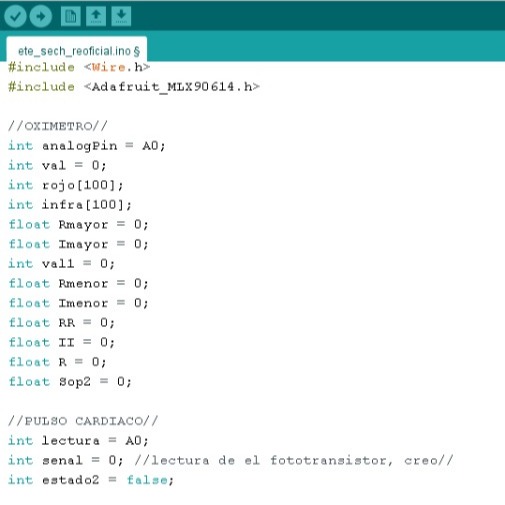 ete_sech_reoficial.ino §
#include <Wire.h>
#include <Adafruit_MLX90614.h>
//OXIMETRO//
int analogPin = A0;
int val = 0;
int rojo[100];
int infra[100];
float Rmayor = 0;
float Imayor = 0;
int val1 = 0;
float Rmenor = 0;
float Imenor = 0;
float RR = 0;
float II = 0;
float R = 0;
float Sop2 = 0;
//PULSO CARDIACO//
int lectura = A0;
int senal = 0; //lectura de el fototransistor, creo//
int estado2 = false;